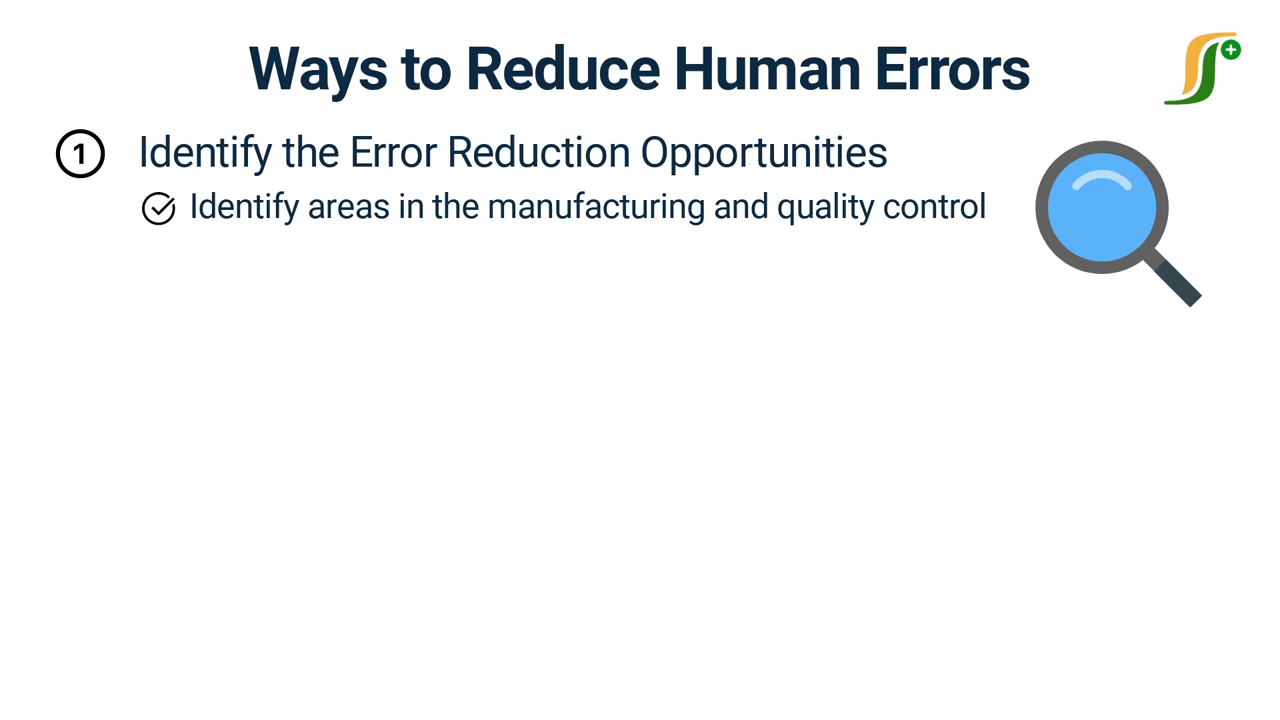 Ways to Reduce Human Errors
1 Identify the Error Reduction Opportunities
Identify areas in the manufacturing and quality control